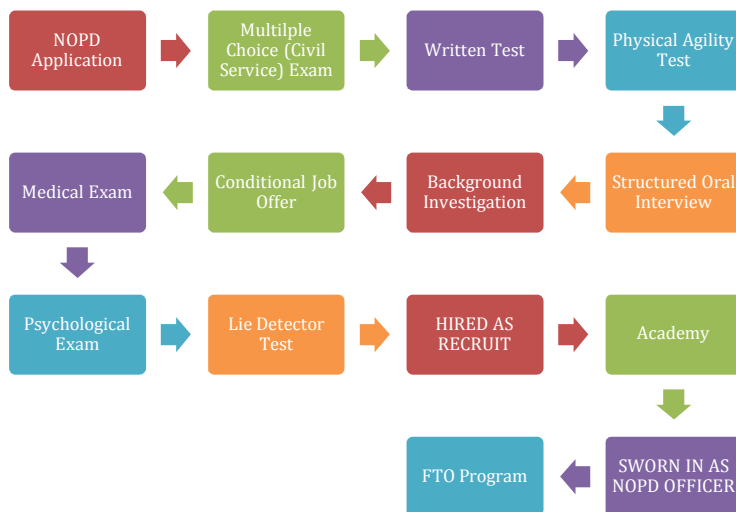 NOPD
Application
Multilple
Choice (Civil
Service) Exam
Written Test
Physical Agility
Test
Structured Oral
Interview
Background
Investigation
Conditional Job
Offer
Medical Exam
Psychological
Exam
Lie Detector
Test
HIRED AS
RECRUIT
Academy
SWORN IN AS
NOPD OFFICER
FTO Program